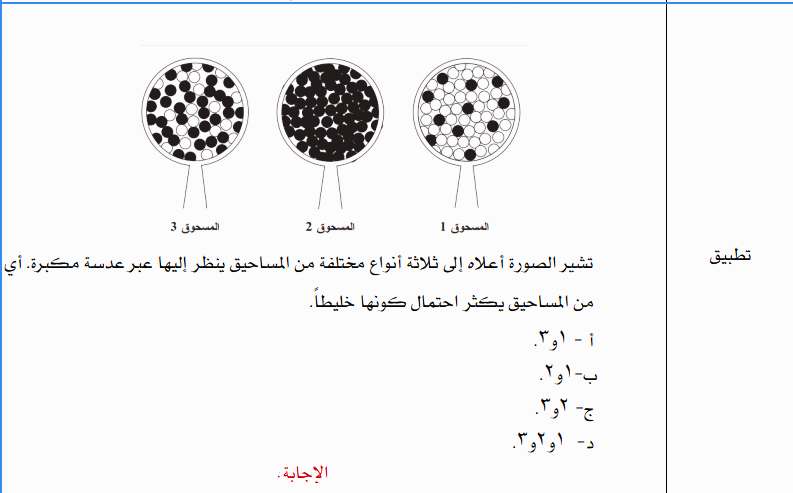 المسحوق 3
المسحوق 2
المسحوق 1
تطبيق
تشير الصورة أعلاه إلى ثلاثة أنواع مختلفة من المساحيق ينظر إليها عبر عدسة مكبرة. أي
من المساحيق يكثر احتمال كونها خليطاً.
أ - ١و٣.
ب-١و٢.
ج- ٢و٣.
د- ١و٢و٣.
الإجابة.